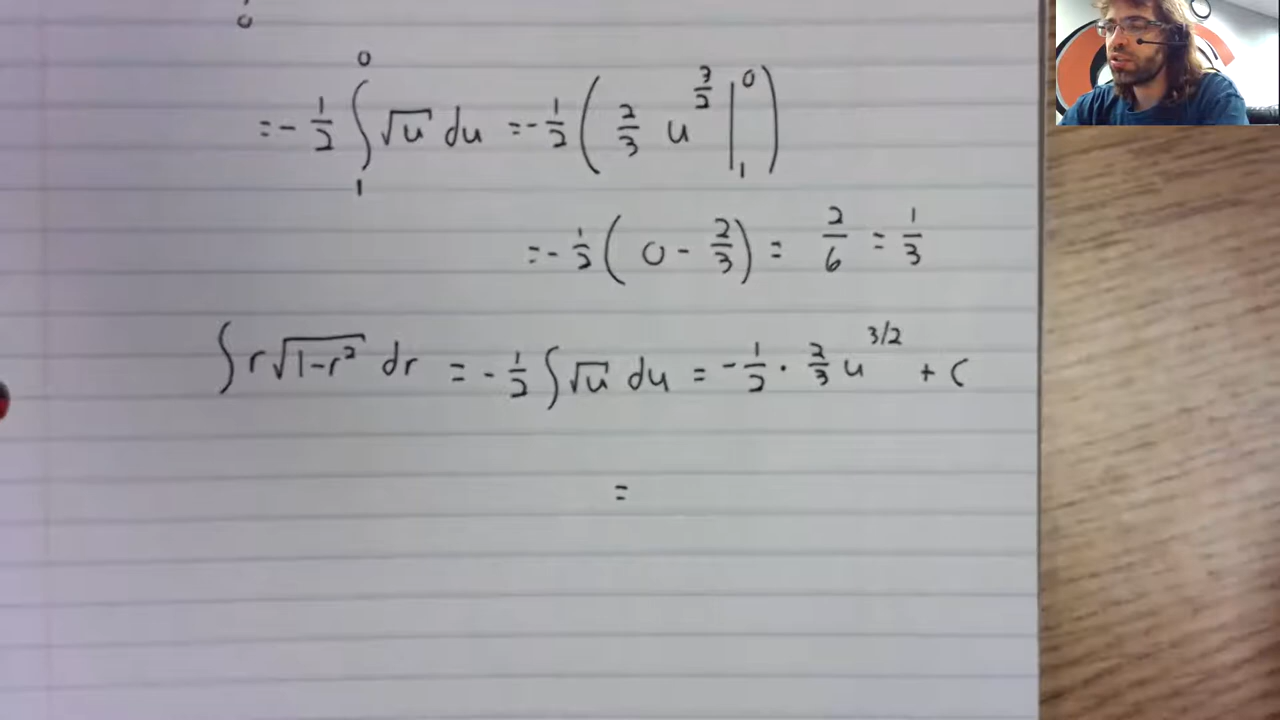 0
= - 1/2 ∫₁⁰ √u du = - 1/2 ( 2/3 u^(3/2) |₁⁰ )
= - 1/2 ( 0 - 2/3 ) = 2/6 = 1/3
∫ r √(1-r²) dr = - 1/2 ∫ √u du = - 1/2 · 2/3 u^(3/2) + C
=